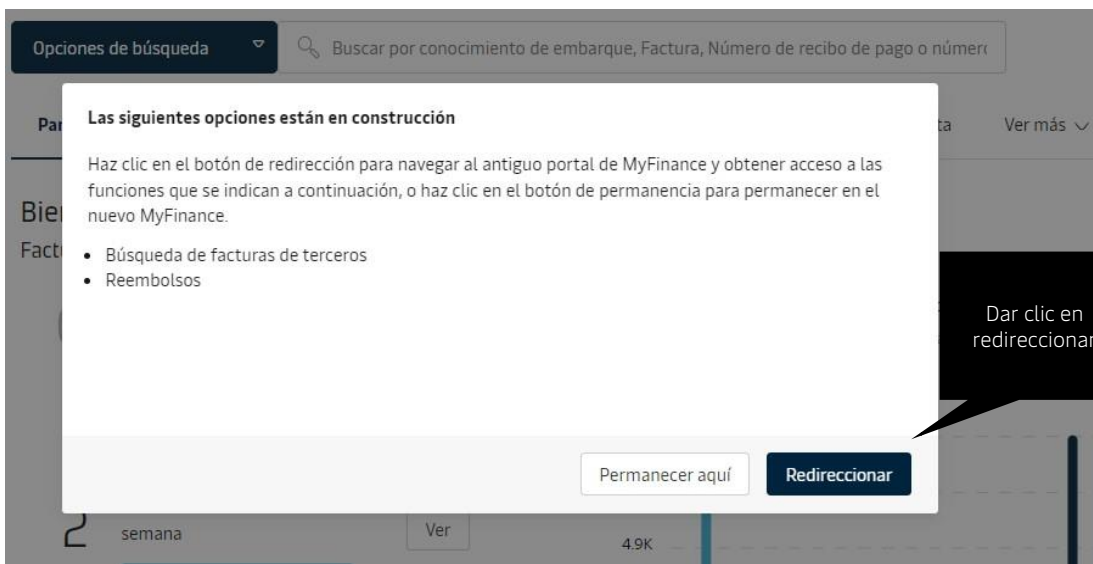 Opciones de búsqueda
Buscar por conocimiento de embarque, Factura, Número de recibo de pago o número
Las siguientes opciones están en construcción
Ver más
Haz clic en el botón de redirección para navegar al antiguo portal de MyFinance y obtener acceso a las
funciones que se indican a continuación, o haz clic en el botón de permanencia para permanecer en el
nuevo MyFinance.
• Búsqueda de facturas de terceros
• Reembolsos
Dar clic en
redireccionar
Permanecer aquí
Redireccionar
2
semana
Ver
4.9K